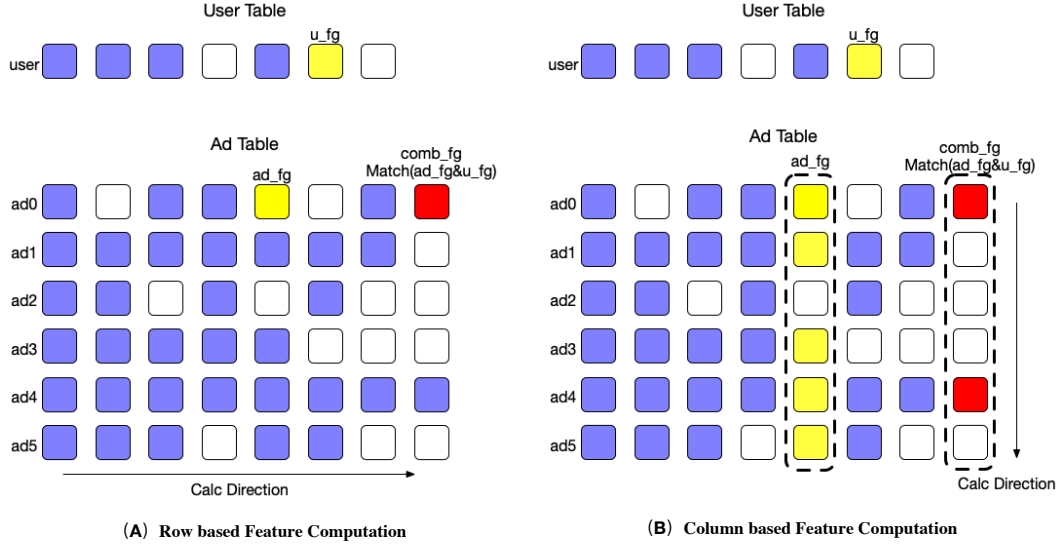 User Table
u_fg
user
Ad Table
comb_fg
Match(ad_fg&u_fg)
ad_fg
ad0
ad1
ad2
ad3
ad4
ad5
Calc Direction
(A) Row based Feature Computation
User Table
u_fg
user
Ad Table
comb_fg
Match(ad_fg&u_fg)
ad_fg
ad0
ad1
ad2
ad3
ad4
ad5
Calc Direction
(B) Column based Feature Computation